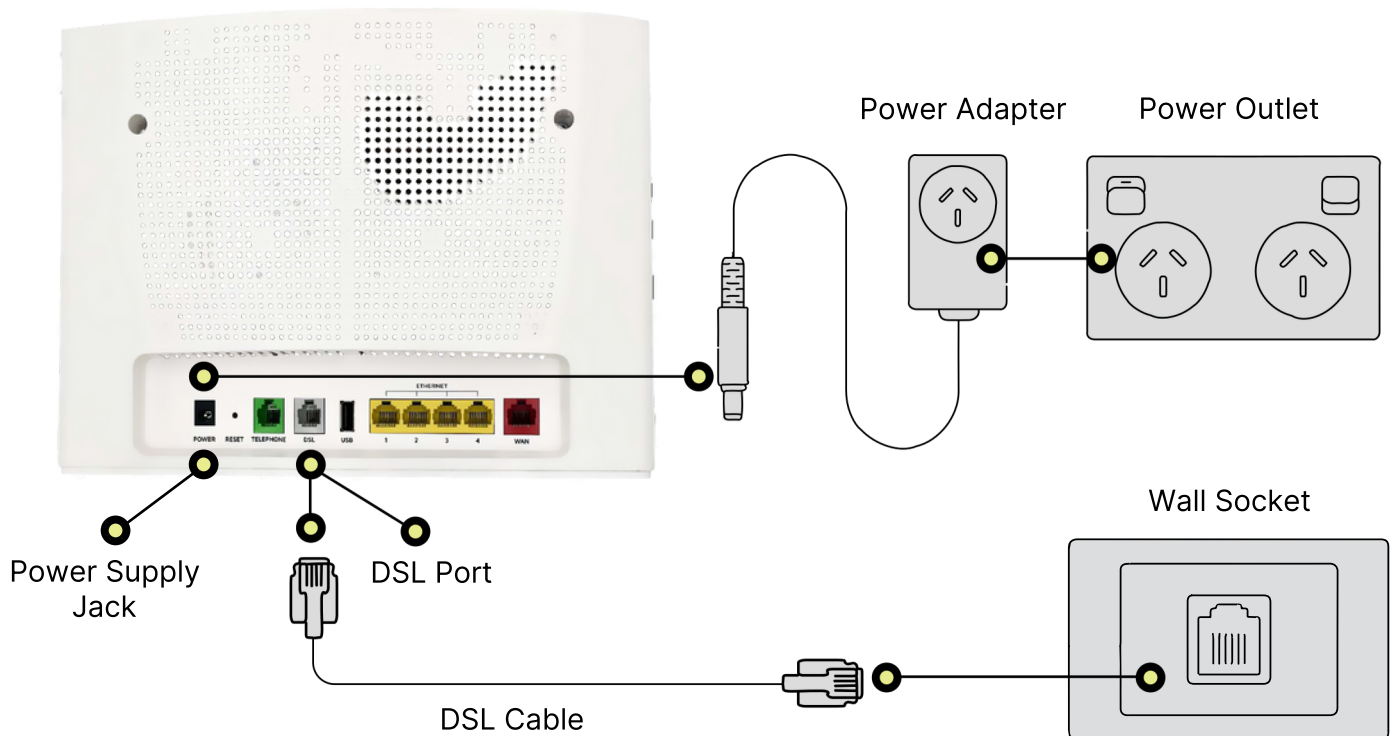 Power Adapter
Power Outlet
ETHERNET
POWER
RESET
TELEPHONE
DSL
USB
1
2
3
4
WAN
Wall Socket
Power Supply
Jack
DSL Port
DSL Cable